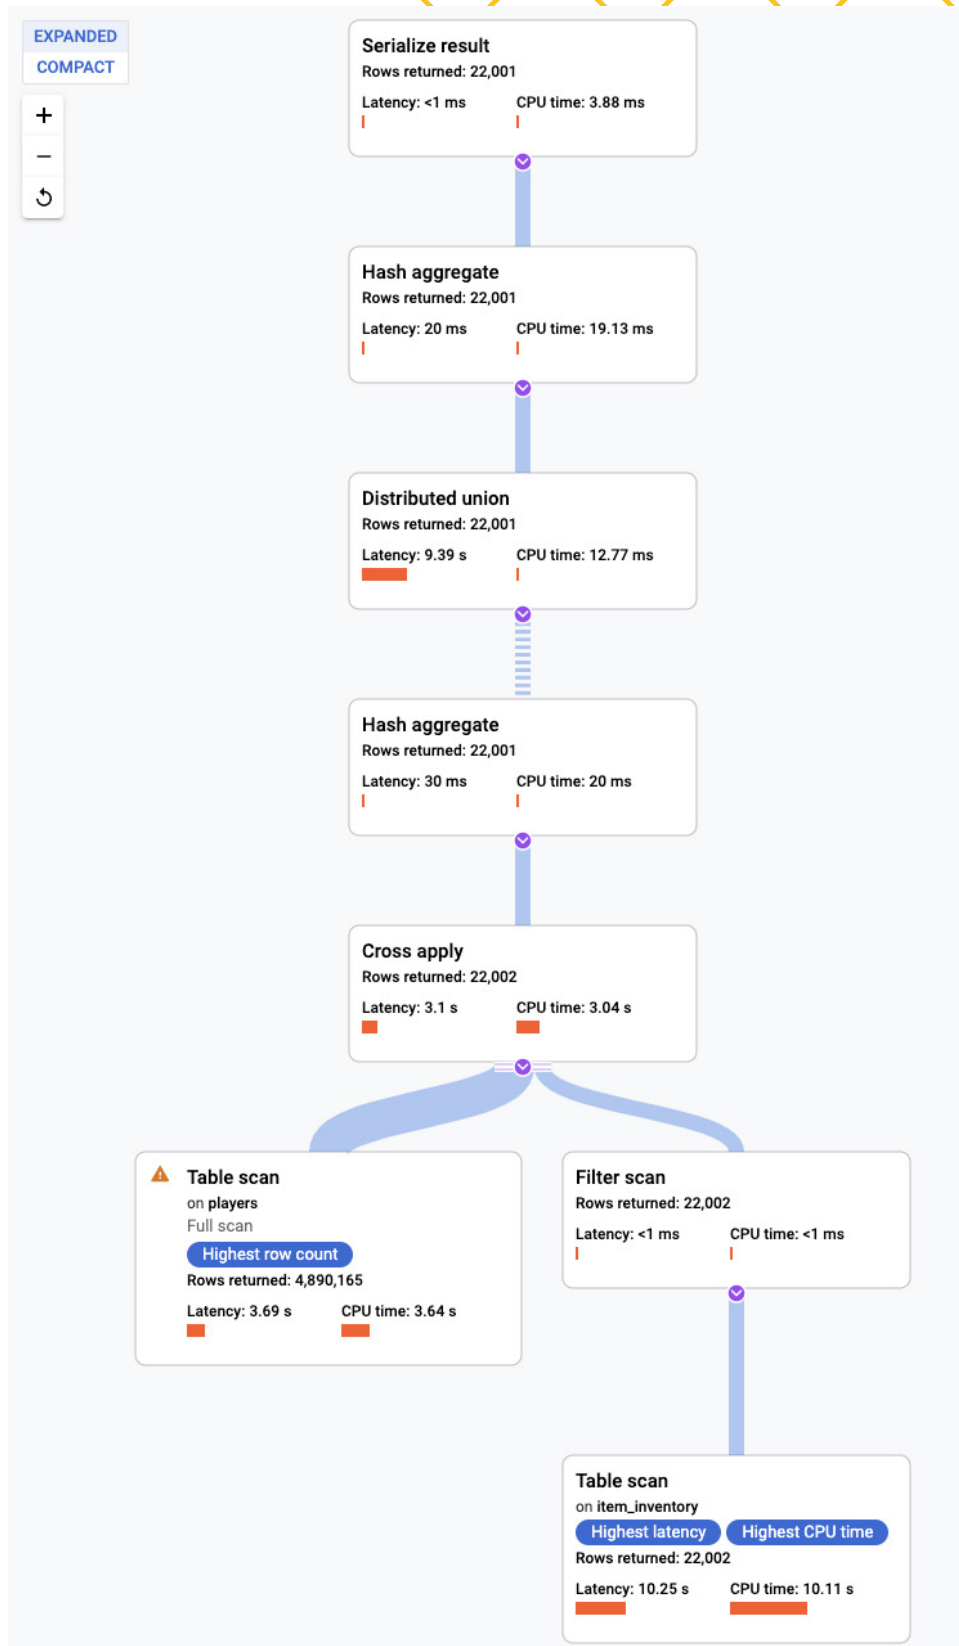 EXPANDED
COMPACT
Serialize result
Rows returned: 22,001
Latency: <1 ms CPU time: 3.88 ms
Hash aggregate
Rows returned: 22,001
Latency: 20 ms CPU time: 19.13 ms
Distributed union
Rows returned: 22,001
Latency: 9.39 s CPU time: 12.77 ms
Hash aggregate
Rows returned: 22,001
Latency: 30 ms CPU time: 20 ms
Cross apply
Rows returned: 22,002
Latency: 3.1 s CPU time: 3.04 s
Table scan
on players
Full scan
Highest row count
Rows returned: 4,890,165
Latency: 3.69 s CPU time: 3.64 s
Filter scan
Rows returned: 22,002
Latency: <1 ms CPU time: <1 ms
Table scan
on item_inventory
Highest latency Highest CPU time
Rows returned: 22,002
Latency: 10.25 s CPU time: 10.11 s